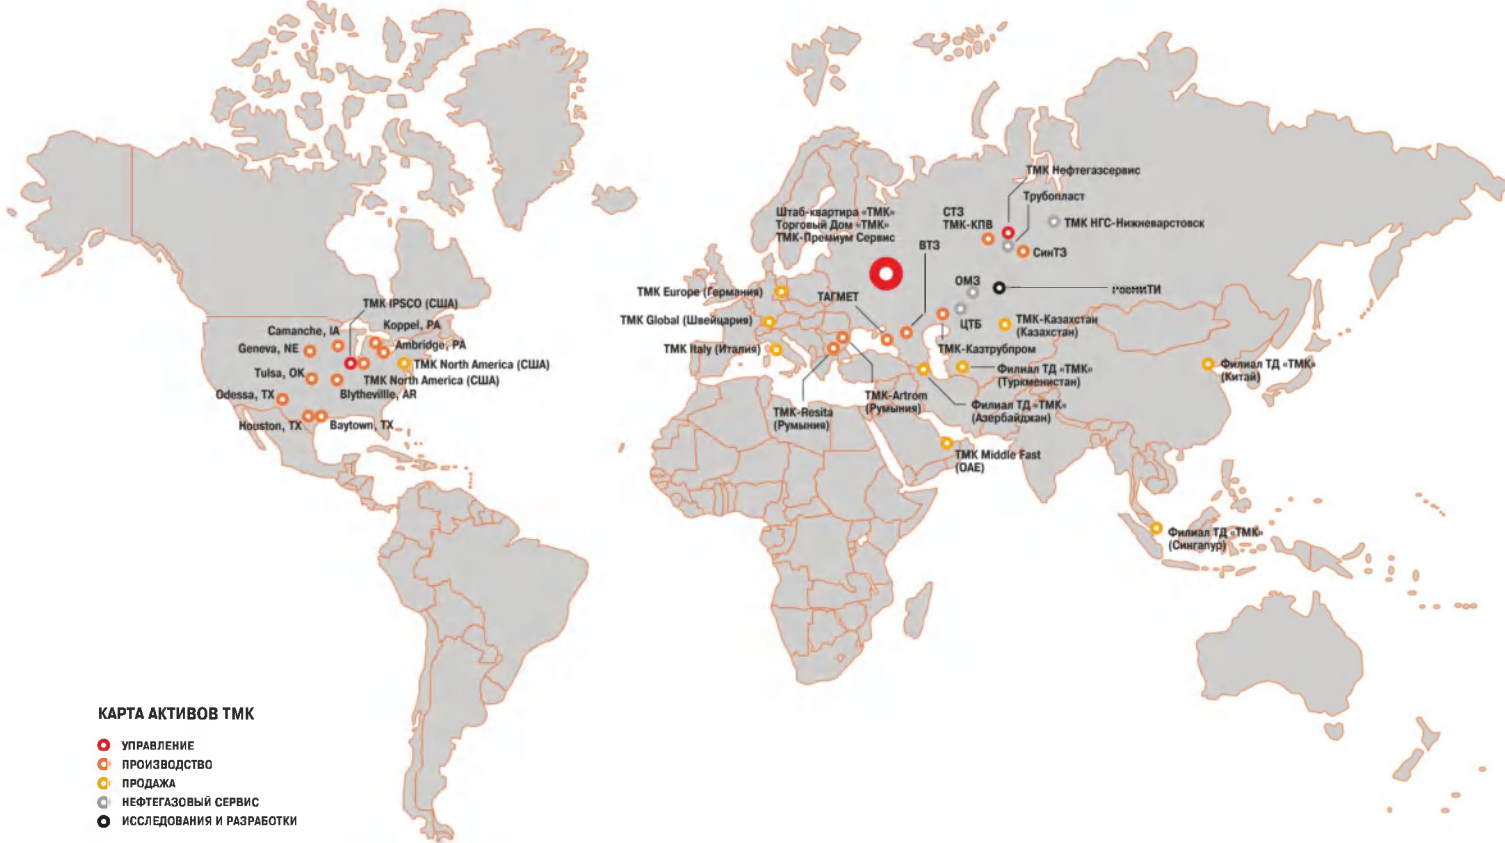 ТМК Нефтегазсервис
Трубопласт
Штаб-квартира «ТМК»
Торговый Дом «ТМК»
ТМК-Премиум Сервис
СТЗ
ТМК-КПВ
ТМК НГС-Нижневартовск
ВТЗ
СинТЗ
ОМЗ
РосНИТИ
ТМК Europe (Германия)
ТАГМЕТ
ТМК IPSCO (США)
ТМК Global (Швейцария)
ЦТБ
ТМК-Казахстан
(Казахстан)
Camanche, IA
Koppel, PA
Geneva, NE
Ambridge, PA
ТМК Italy (Италия)
ТМК-Казтрубпром
ТМК North America (США)
Филиал ТД «ТМК»
(Китай)
Tulsa, OK
ТМК North America (США)
Филиал ТД «ТМК»
(Туркменистан)
Odessa, TX
Blytheville, AR
ТМК-Artrom
(Румыния)
Филиал ТД «ТМК»
(Азербайджан)
ТМК-Resita
(Румыния)
Houston, TX
Baytown, TX
ТМК Middle Fast
(ОАЕ)
Филиал ТД «ТМК»
(Сингапур)
КАРТА АКТИВОВ ТМК
УПРАВЛЕНИЕ
ПРОИЗВОДСТВО
ПРОДАЖА
НЕФТЕГАЗОВЫЙ СЕРВИС
ИССЛЕДОВАНИЯ И РАЗРАБОТКИ